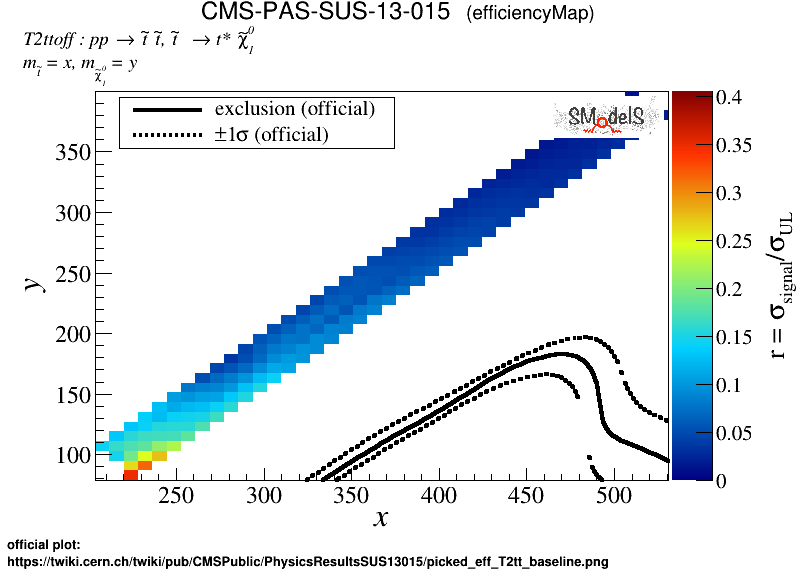 CMS-PAS-SUS-13-015 (efficiencyMap)
T2ttoff : pp → t̃ t̃, t̃ → t* χ̃₁⁰
m_t̃ = x, m_χ̃₁⁰ = y
exclusion (official)
±1σ (official)
SModelS
350
300
250
200
150
100
y
250
300
350
400
450
500
x
0.4
0.35
0.3
0.25
0.2
0.15
0.1
0.05
0
r = σ_signal/σ_UL
official plot:
https://twiki.cern.ch/twiki/pub/CMSPublic/PhysicsResultsSUS13015/picked_eff_T2tt_baseline.png